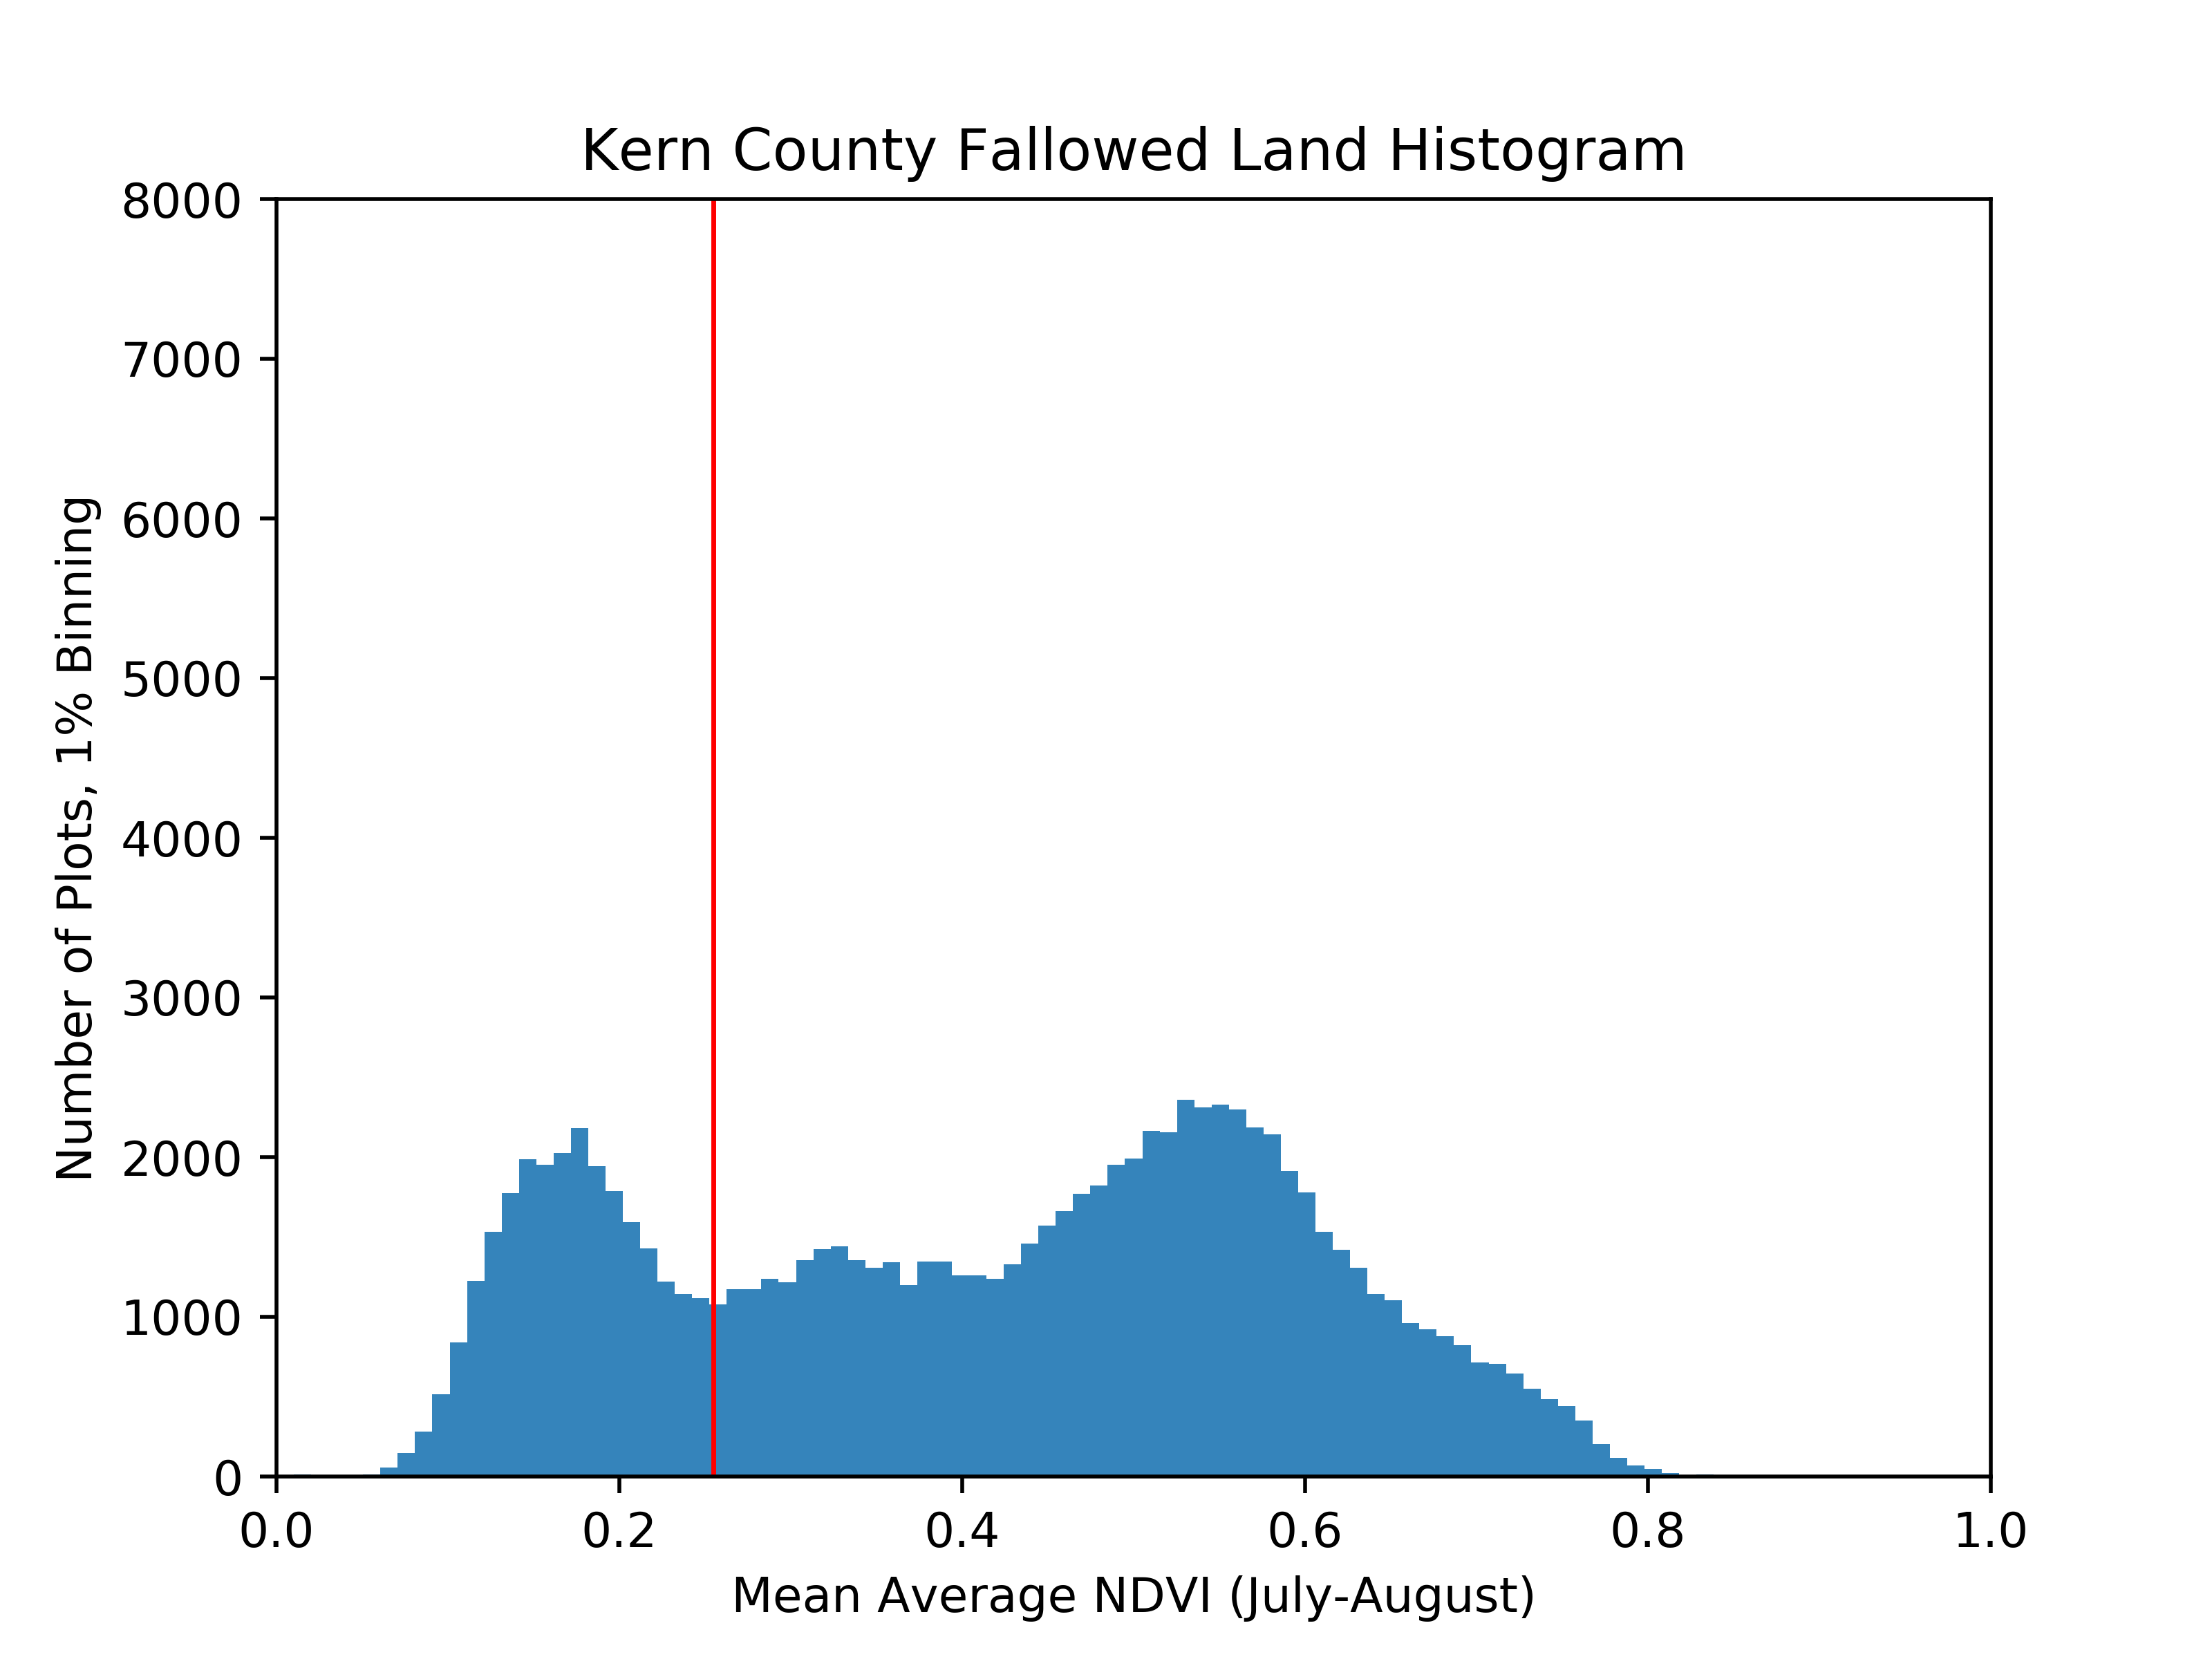 Kern County Fallowed Land Histogram
8000
7000
6000
5000
4000
3000
2000
1000
0
Number of Plots, 1% Binning
0.0 0.2 0.4 0.6 0.8 1.0
Mean Average NDVI (July-August)